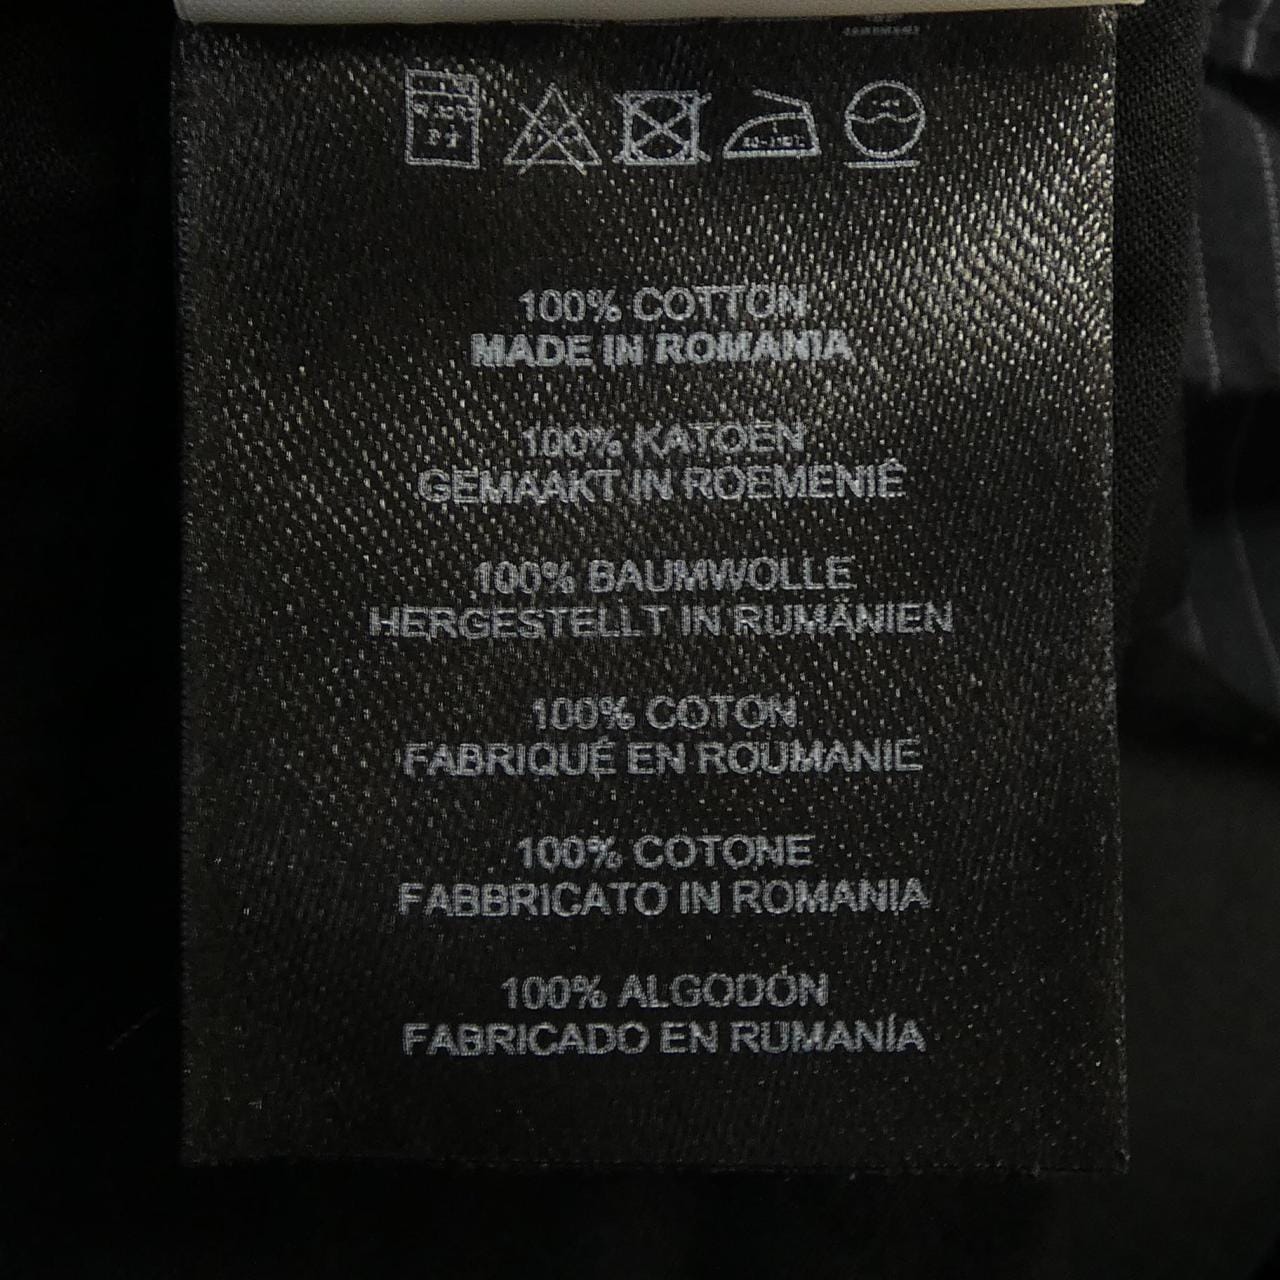 100% COTTON
MADE IN ROMANIA
100% KATOEN
GEMAAKT IN ROEMENIË
100% BAUMWOLLE
HERGESTELLT IN RUMÄNIEN
100% COTON
FABRIQUÉ EN ROUMANIE
100% COTONE
FABBRICATO IN ROMANIA
100% ALGODÓN
FABRICADO EN RUMANÍA